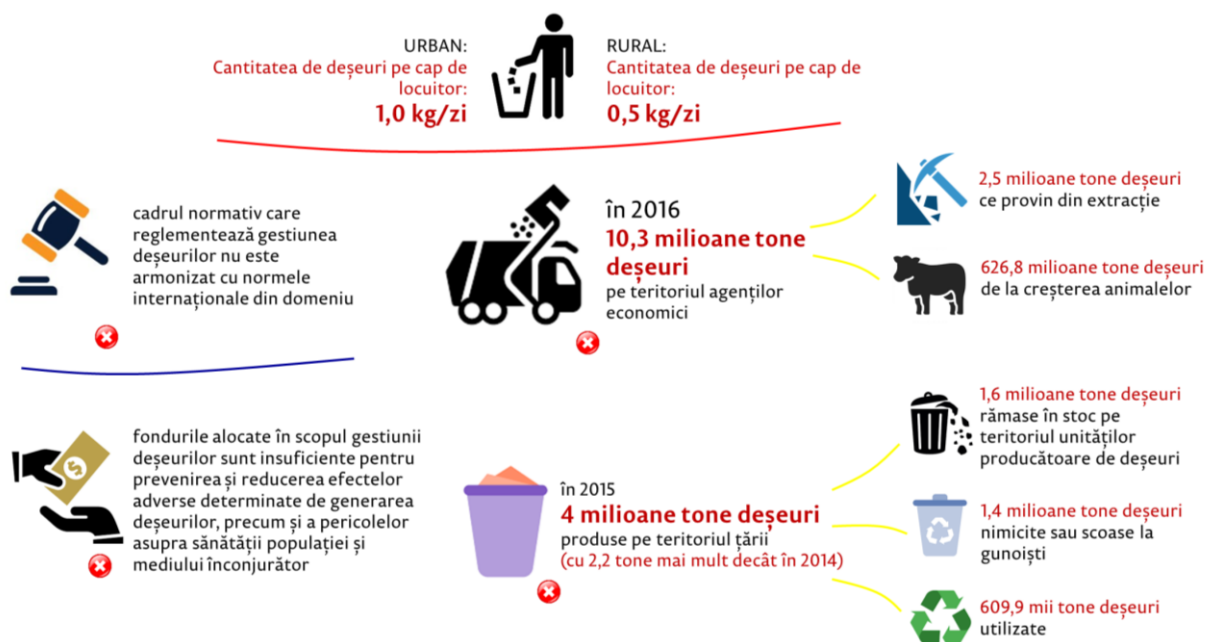 URBAN:
Cantitatea de deșeuri pe cap de
locuitor:
1,0 kg/zi
RURAL:
Cantitatea de deșeuri pe cap de
locuitor:
0,5 kg/zi
cadrul normativ care
reglementează gestiunea
deșeurilor nu este
armonizat cu normele
internaționale din domeniu
în 2016
10,3 milioane tone
deșeuri
pe teritoriul agenților
economici
2,5 milioane tone deșeuri
ce provin din extracție
626,8 milioane tone deșeuri
de la creșterea animalelor
fondurile alocate în scopul gestiunii
deșeurilor sunt insuficiente pentru
prevenirea și reducerea efectelor
adverse determinate de generarea
deșeurilor, precum și a pericolelor
asupra sănătății populației și
mediului înconjurător
în 2015
4 milioane tone deșeuri
produse pe teritoriul țării
(cu 2,2 tone mai mult decât în 2014)
1,6 milioane tone deșeuri
rămase în stoc pe
teritoriul unităților
producătoare de deșeuri
1,4 milioane tone deșeuri
nimicite sau scoase la
gunoiști
609,9 mii tone deșeuri
utilizate